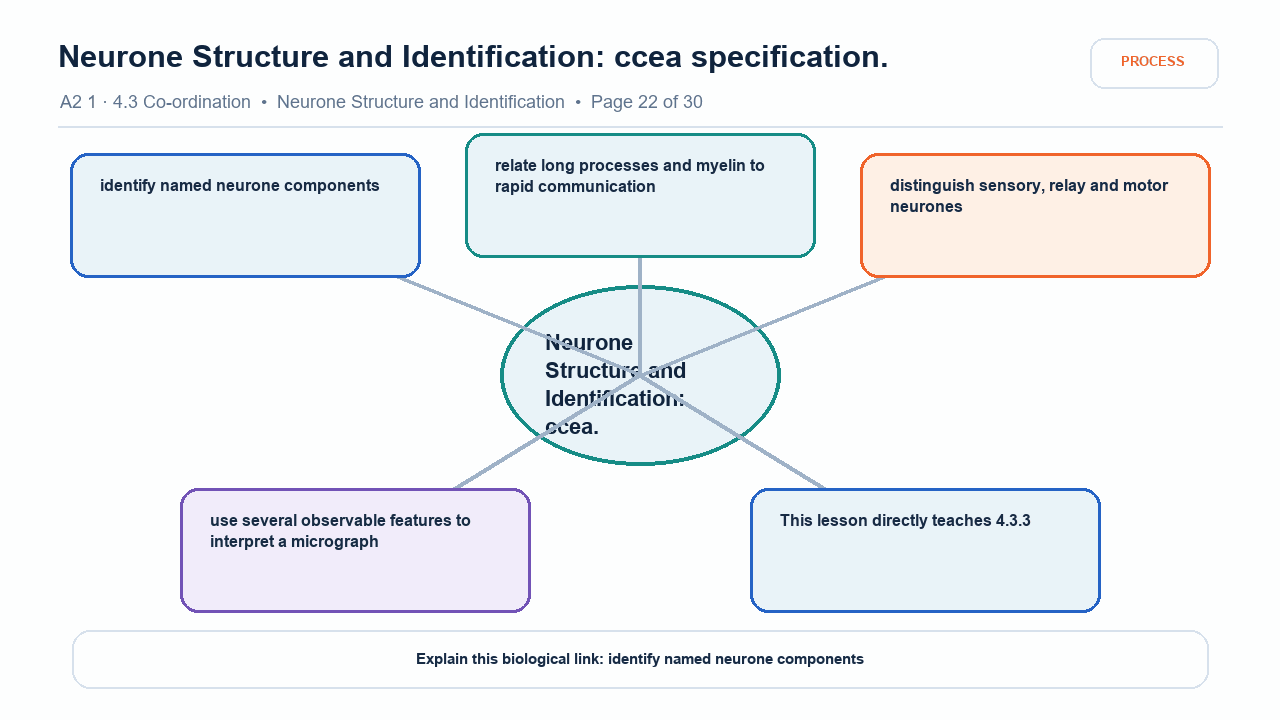 Neurone Structure and Identification: ccea specification.
PROCESS
A2 1 · 4.3 Co-ordination • Neurone Structure and Identification • Page 22 of 30
identify named neurone components
relate long processes and myelin to
rapid communication
distinguish sensory, relay and motor
neurones
Neurone
Structure and
Identification:
ccea.
use several observable features to
interpret a micrograph
This lesson directly teaches 4.3.3
Explain this biological link: identify named neurone components